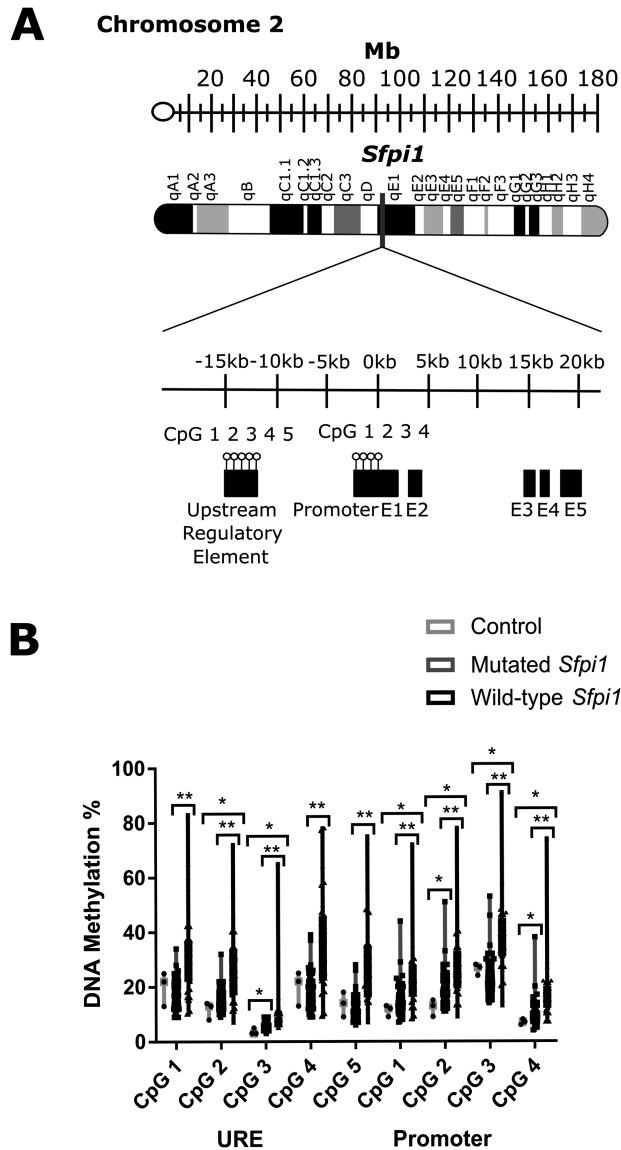 A Chromosome 2
Mb
20 40 60 80 100 120 140 160 180
Sfpi1
qA1 qA2 qA3 qB qC1.1 qC1.2 qC1.3 qC2 qC3 qD qE1 qE2 qE3 qE4 qE5 qF1 qF2 qF3 qG1 qG2 qG3 qH1 qH2 qH3 qH4
-15kb -10kb -5kb 0kb 5kb 10kb 15kb 20kb
CpG 1 2 3 4 5 CpG 1 2 3 4
Upstream Promoter E1 E2 E3 E4 E5
Regulatory
Element
B
Control
Mutated Sfpi1
Wild-type Sfpi1
DNA Methylation %
100
80
60
40
20
0
** * ** * * ** ** ** * ** * * ** * ** * * **
CpG 1 CpG 2 CpG 3 CpG 4 CpG 5 CpG 1 CpG 2 CpG 3 CpG 4
URE Promoter